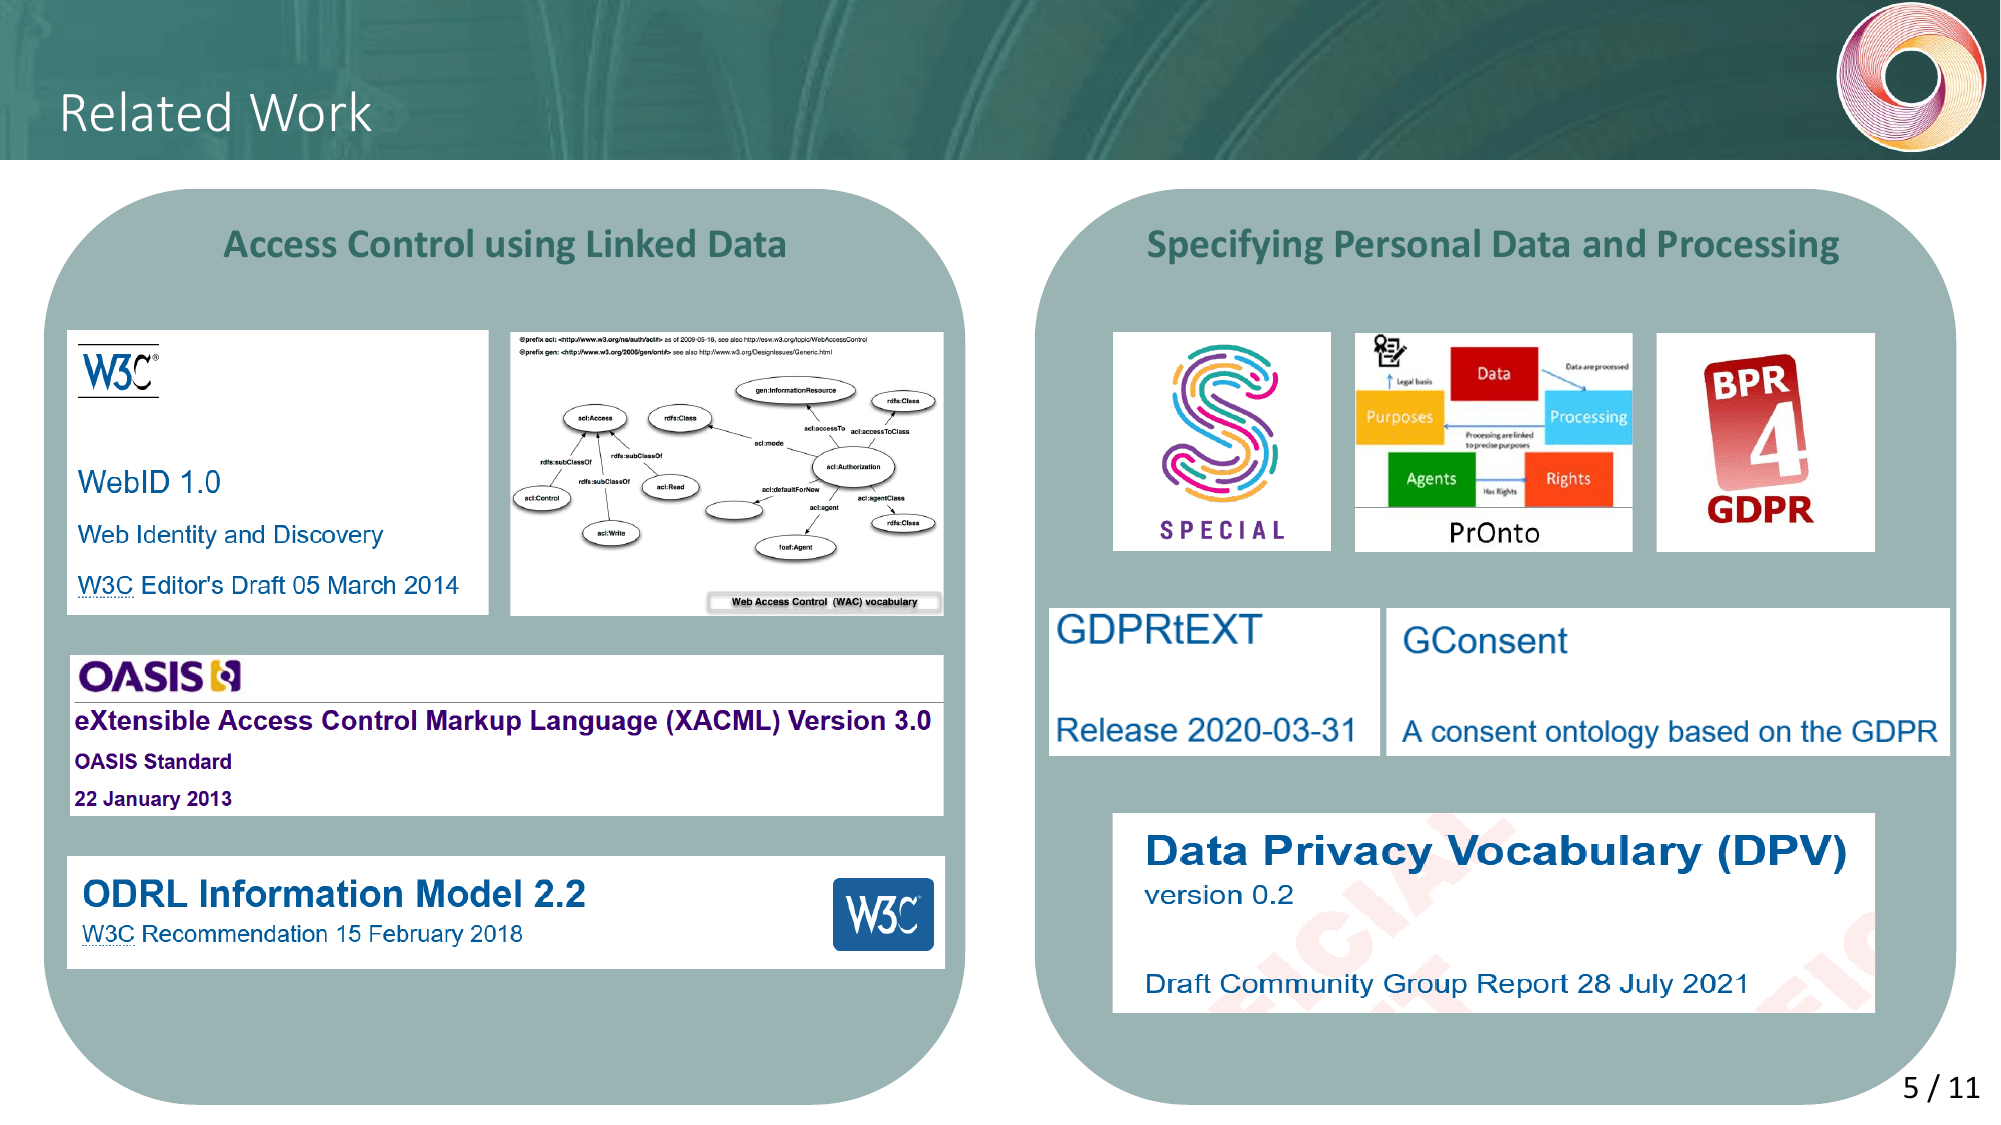 Related Work
Access Control using Linked Data
W3C®
WebID 1.0
Web Identity and Discovery
W3C Editor's Draft 05 March 2014
@prefix acl: <http://www.w3.org/ns/auth/acl#> as of 2009-05-16, see also http://esw.w3.org/topic/WebAccessControl
@prefix gen: <http://www.w3.org/2006/gen/ont#> see also http://www.w3.org/DesignIssues/Generic.html
gen:InformationResource
rdfs:Class
acl:Access
rdfs:Class
acl:accessTo
acl:accessToClass
acl:mode
rdfs:subClassOf
rdfs:subClassOf
acl:Authorization
rdfs:subClassOf
acl:Read
acl:defaultForNew
acl:Control
acl:agentClass
acl:agent
rdfs:Class
acl:Write
foaf:Agent
Web Access Control (WAC) vocabulary
OASIS
eXtensible Access Control Markup Language (XACML) Version 3.0
OASIS Standard
22 January 2013
ODRL Information Model 2.2
W3C Recommendation 15 February 2018
W3C
Specifying Personal Data and Processing
SPECIAL
Legal basis
Data
Data are processed
Purposes
Processing
Processing are linked
to precise purposes
Agents
Has Rights
Rights
PrOnto
BPR
4
GDPR
GDPRtEXT
Release 2020-03-31
GConsent
A consent ontology based on the GDPR
Data Privacy Vocabulary (DPV)
version 0.2
Draft Community Group Report 28 July 2021
5 / 11